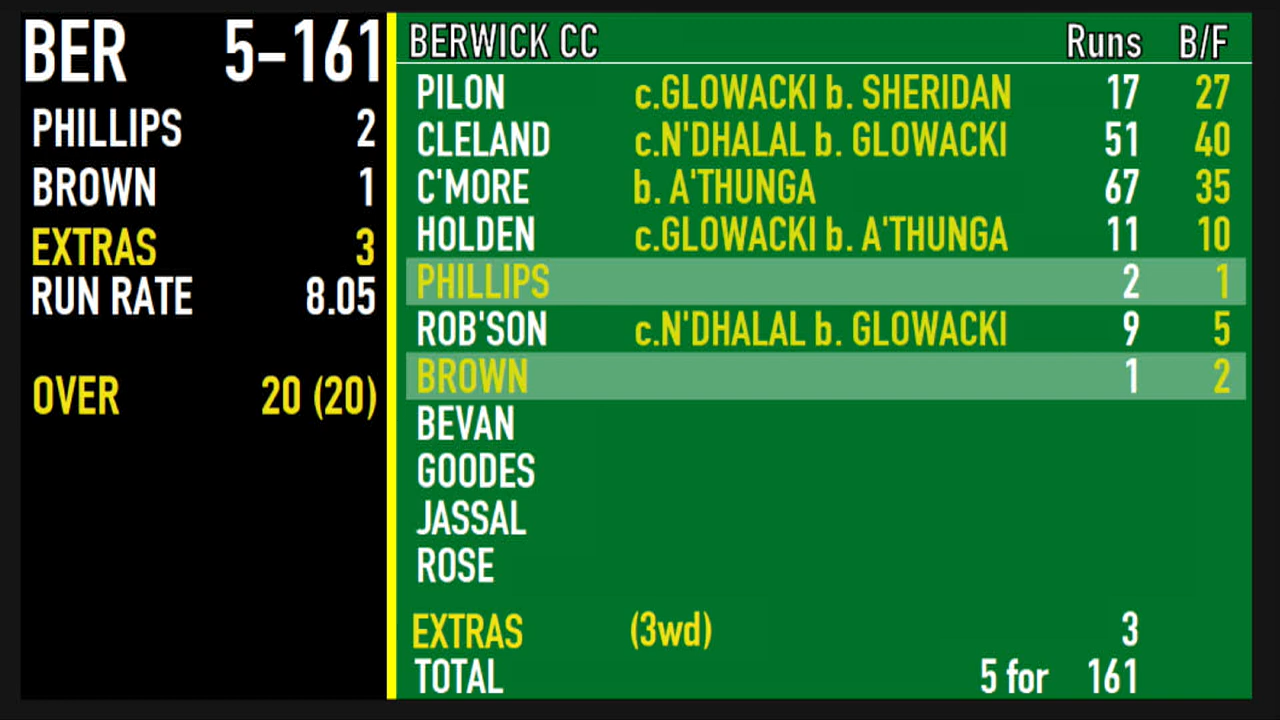 BER 5-161
PHILLIPS 2
BROWN 1
EXTRAS 3
RUN RATE 8.05
OVER 20 (20)
BERWICK CC Runs B/F
PILON c.GLOWACKI b. SHERIDAN 17 27
CLELAND c.N'DHALAL b. GLOWACKI 51 40
C'MORE b. A'THUNGA 67 35
HOLDEN c.GLOWACKI b. A'THUNGA 11 10
PHILLIPS 2 1
ROB'SON c.N'DHALAL b. GLOWACKI 9 5
BROWN 1 2
BEVAN
GOODES
JASSAL
ROSE
EXTRAS (3wd) 3
TOTAL 5 for 161